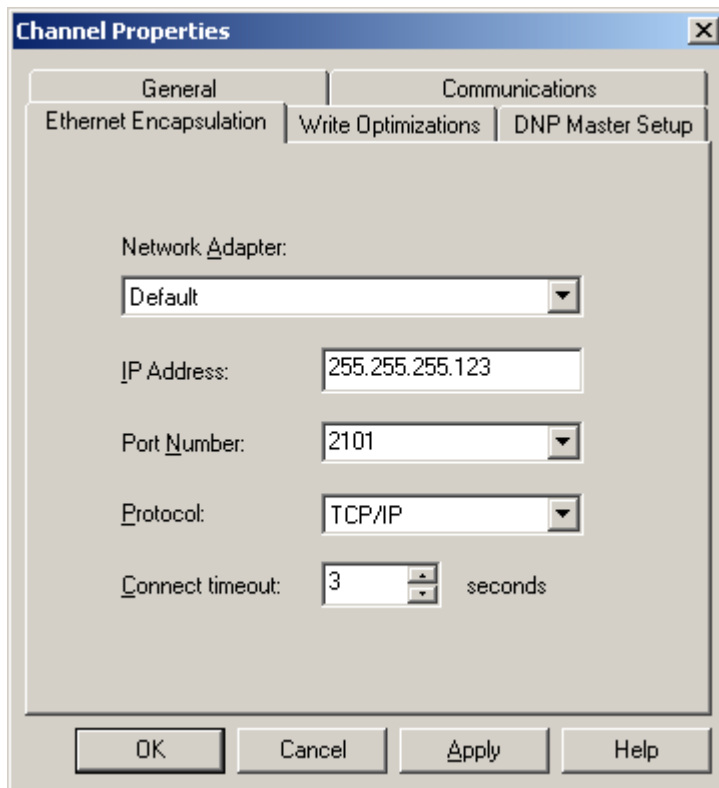 Channel Properties
General Communications
Ethernet Encapsulation Write Optimizations DNP Master Setup
Network Adapter:
Default
IP Address: 255.255.255.123
Port Number: 2101
Protocol: TCP/IP
Connect timeout: 3 seconds
OK Cancel Apply Help